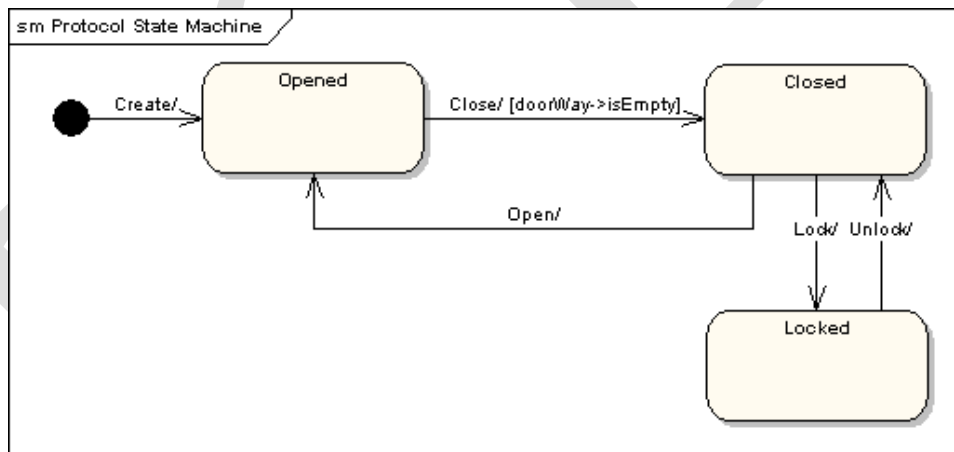 sm Protocol State Machine
Opened
Closed
Create/
Close/ [doorWay->isEmpty]
Open/
Lock/
Unlock/
Locked